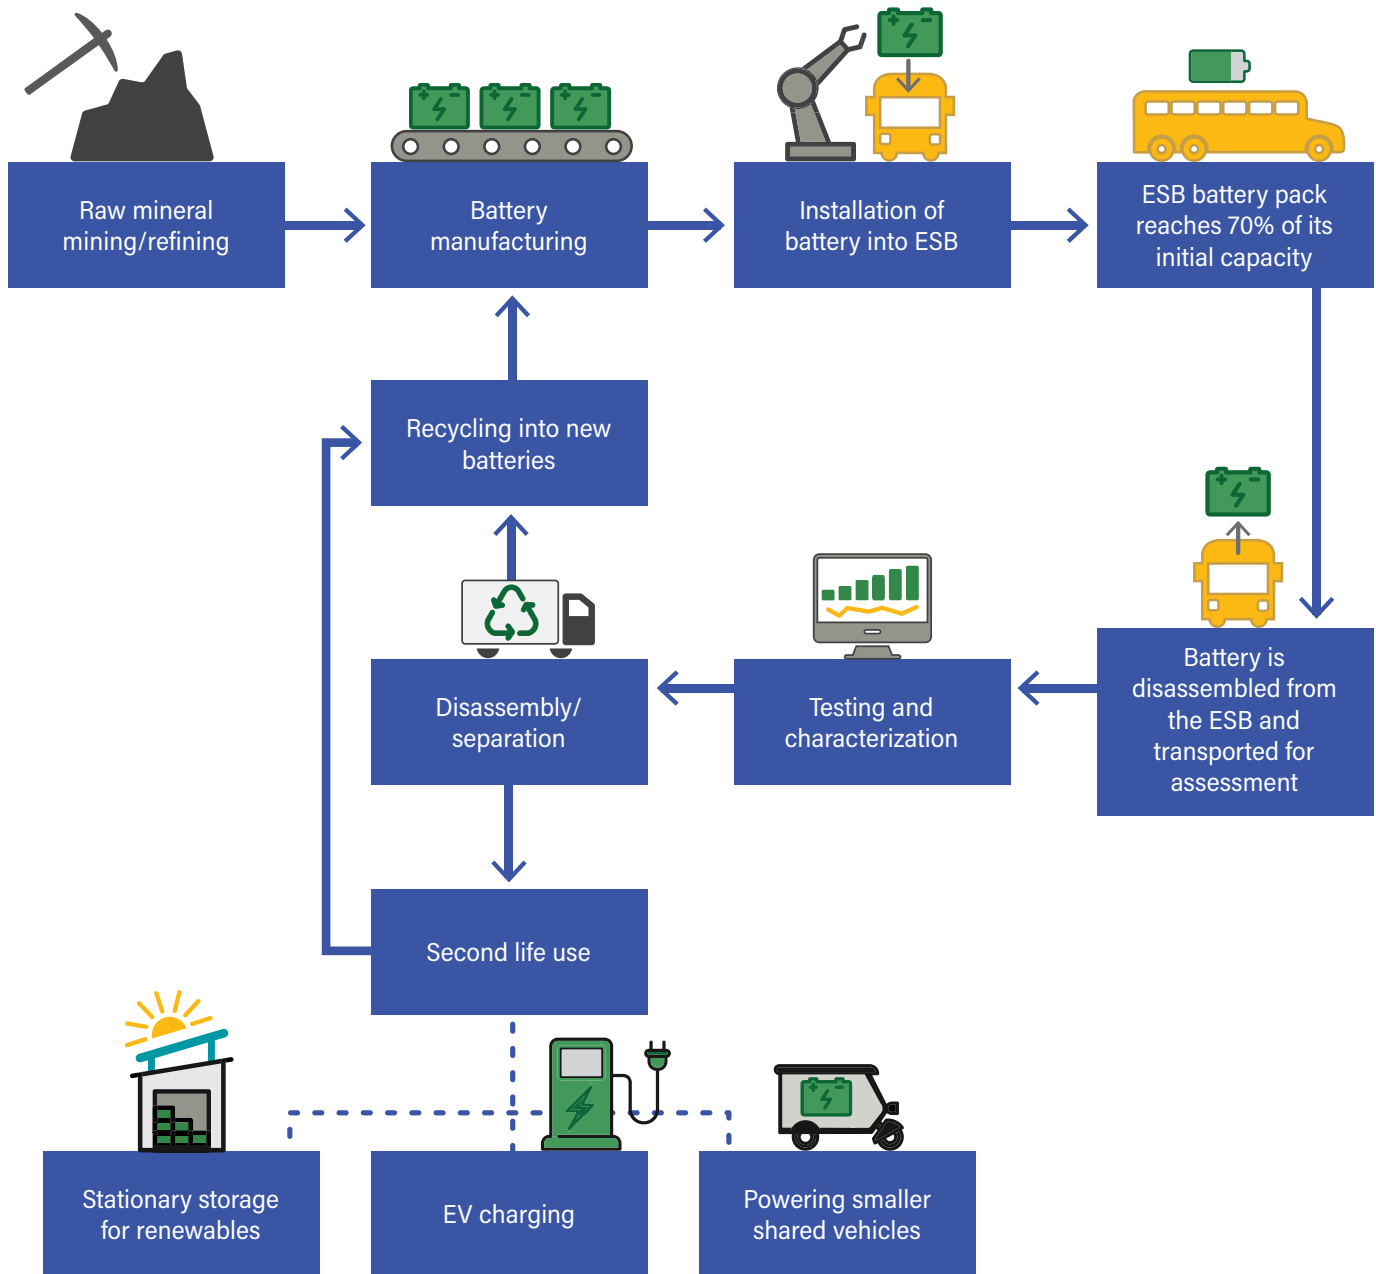 Raw mineral
mining/refining
Battery
manufacturing
Installation of
battery into ESB
ESB battery pack
reaches 70% of its
initial capacity
Recycling into new
batteries
Disassembly/
separation
Testing and
characterization
Battery is
disassembled from
the ESB and
transported for
assessment
Second life use
Stationary storage
for renewables
EV charging
Powering smaller
shared vehicles